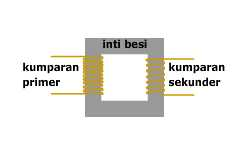 inti besi
kumparan
primer
kumparan
sekunder